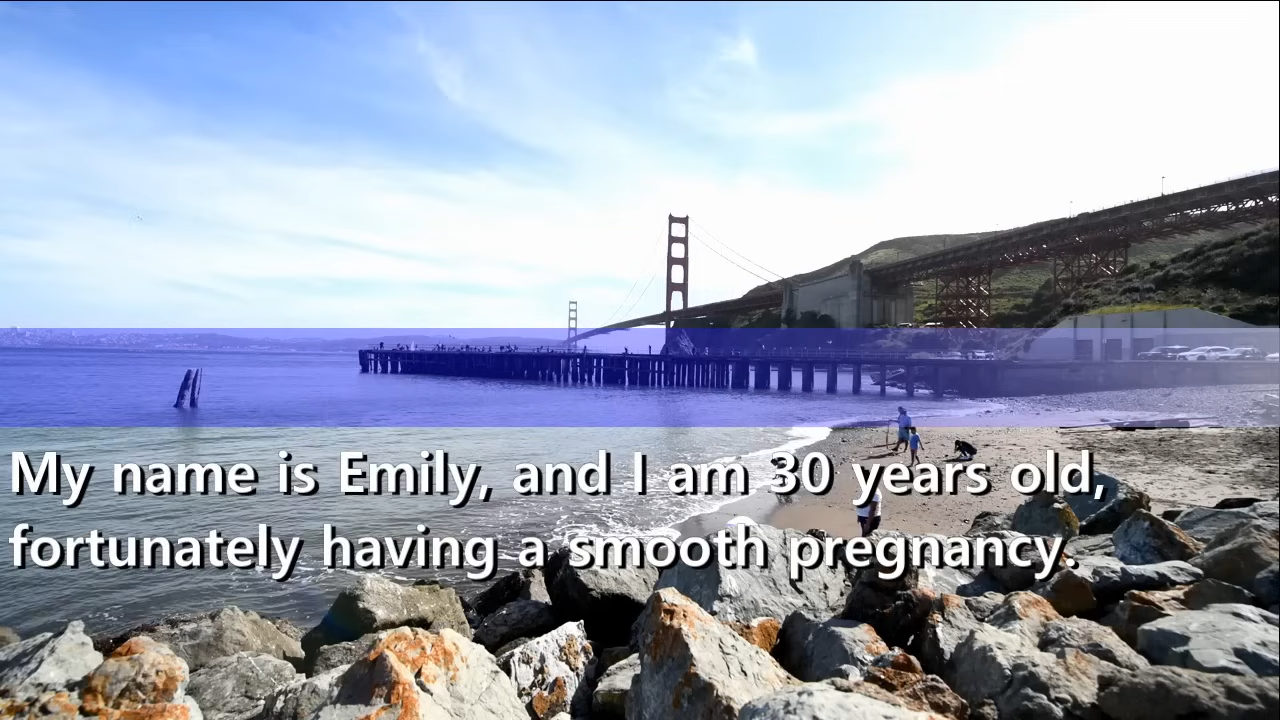 My name is Emily, and I am 30 years old,
fortunately having a smooth pregnancy.